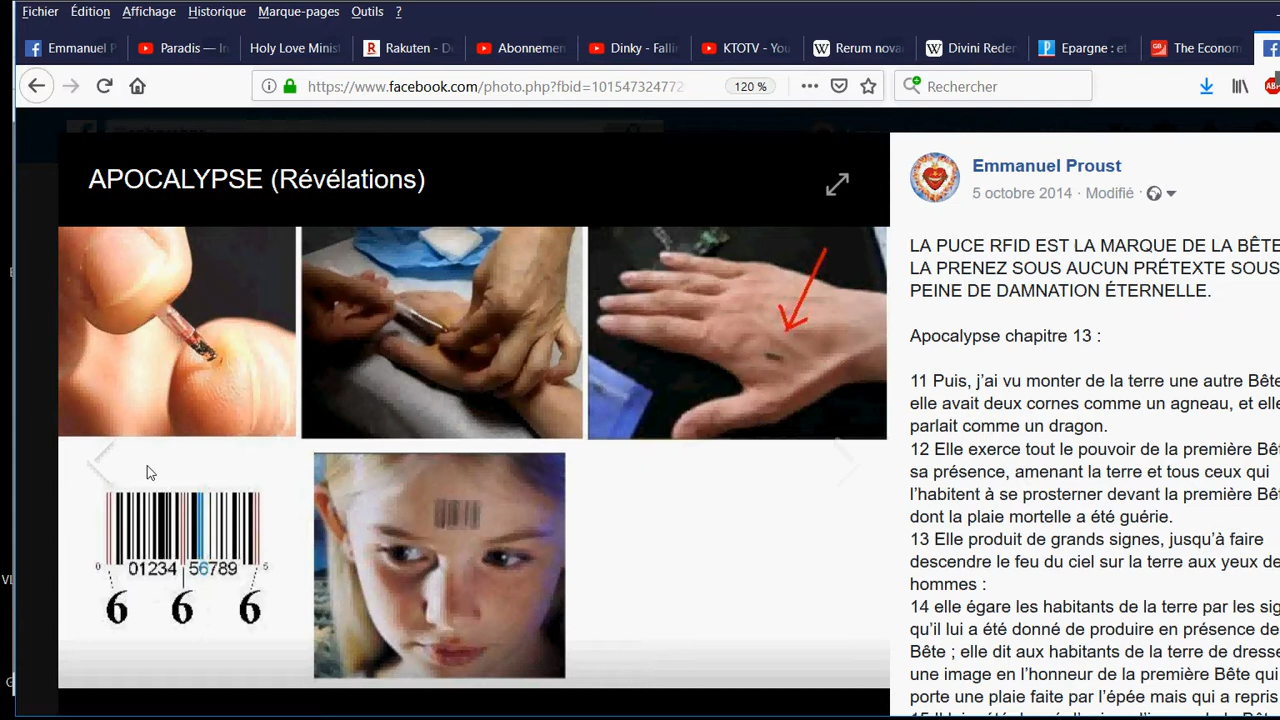 Fichier Édition Affichage Historique Marque-pages Outils ?
Emmanuel P Paradis — In Holy Love Minist Rakuten - D Abonnemen Dinky - Falli KTOTV - You Rerum nova Divini Reden Epargne : et The Econom
https://www.facebook.com/photo.php?fbid=101547324772 120 % Rechercher
APOCALYPSE (Révélations)
0 01234 56789 5
6 6 6
Emmanuel Proust
5 octobre 2014 · Modifié ·
LA PUCE RFID EST LA MARQUE DE LA BÊTE
LA PRENEZ SOUS AUCUN PRÉTEXTE SOUS
PEINE DE DAMNATION ÉTERNELLE.
Apocalypse chapitre 13 :
11 Puis, j’ai vu monter de la terre une autre Bête
elle avait deux cornes comme un agneau, et elle
parlait comme un dragon.
12 Elle exerce tout le pouvoir de la première Bê
sa présence, amenant la terre et tous ceux qui
l’habitent à se prosterner devant la première Bê
dont la plaie mortelle a été guérie.
13 Elle produit de grands signes, jusqu’à faire
descendre le feu du ciel sur la terre aux yeux de
hommes :
14 elle égare les habitants de la terre par les sig
qu’il lui a été donné de produire en présence de
Bête ; elle dit aux habitants de la terre de dresse
une image en l’honneur de la première Bête qui
porte une plaie faite par l’épée mais qui a repris